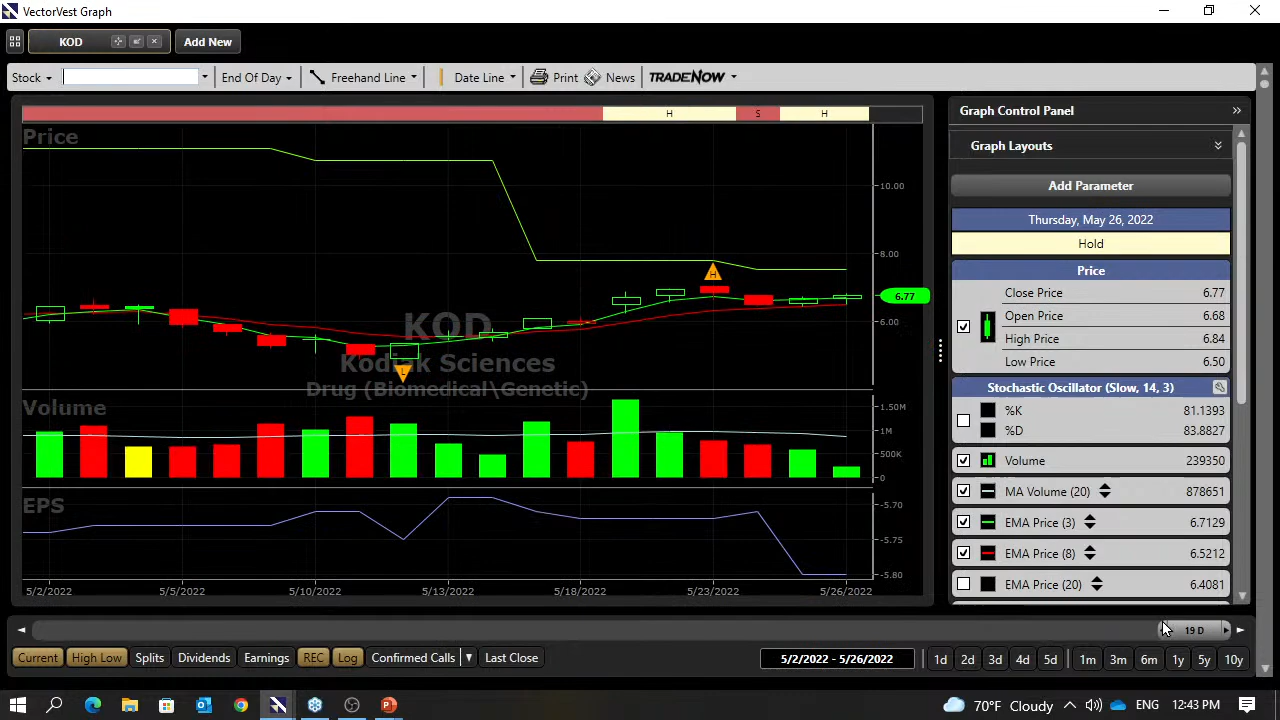 VectorVest Graph
KOD
Add New
Stock
End Of Day
Freehand Line
Date Line
Print
News
TRADENOW
H
S
H
Price
10.00
8.00
6.00
6.77
H
L
KOD
Kodiak Sciences
Drug (Biomedical\Genetic)
Volume
1.50M
1M
500K
0
EPS
-5.70
-5.75
-5.80
5/2/2022
5/5/2022
5/10/2022
5/13/2022
5/18/2022
5/23/2022
5/26/2022
Graph Control Panel
Graph Layouts
Add Parameter
Thursday, May 26, 2022
Hold
Price
Close Price 6.77
Open Price 6.68
High Price 6.84
Low Price 6.50
Stochastic Oscillator (Slow, 14, 3)
%K 81.1393
%D 83.8827
Volume 239350
MA Volume (20) 878651
EMA Price (3) 6.7129
EMA Price (8) 6.5212
EMA Price (20) 6.4081
19 D
Current
High Low
Splits
Dividends
Earnings
REC
Log
Confirmed Calls
Last Close
5/2/2022 - 5/26/2022
1d
2d
3d
4d
5d
1m
3m
6m
1y
5y
10y
70°F Cloudy
ENG
12:43 PM